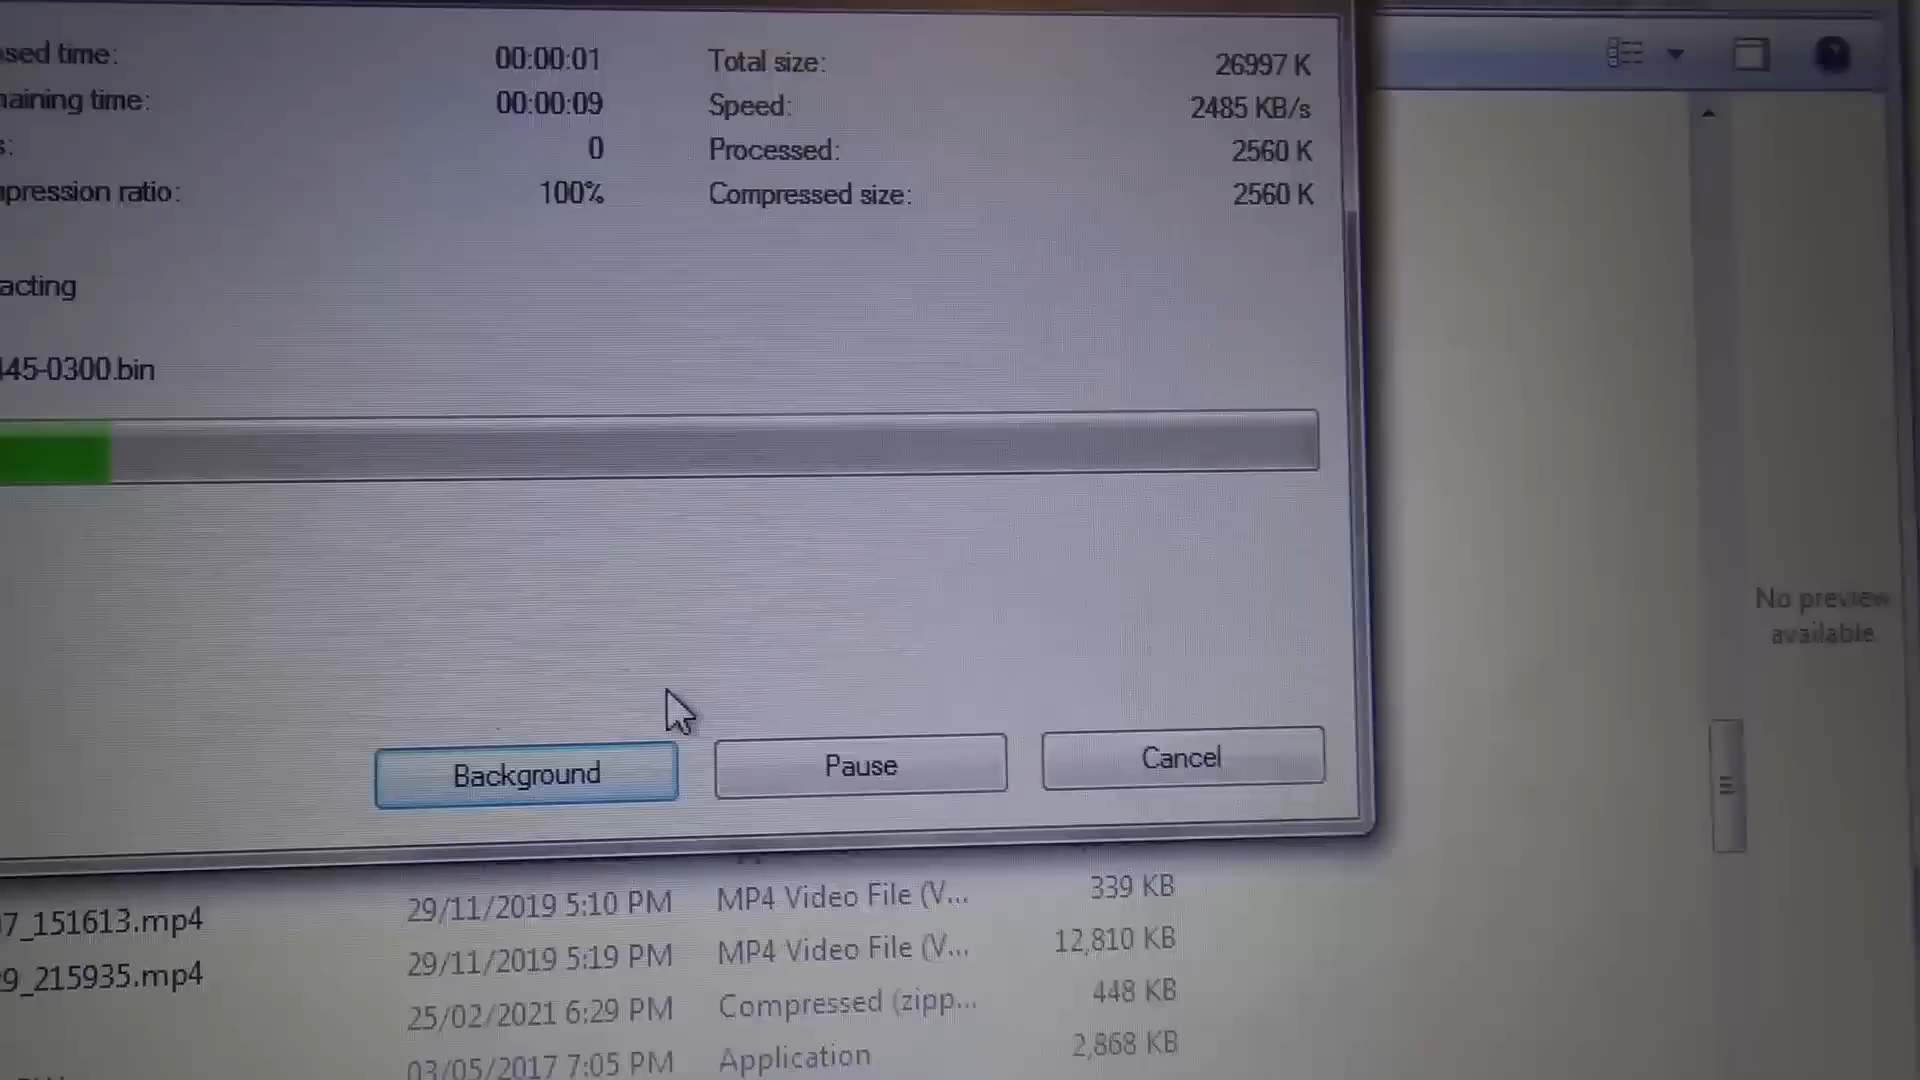 sed time: 00:00:01 Total size: 26997 K
aining time: 00:00:09 Speed: 2485 KB/s
s: 0 Processed: 2560 K
pression ratio: 100% Compressed size: 2560 K
acting
445-0300.bin
No preview
available
Background Pause Cancel
7_151613.mp4 29/11/2019 5:10 PM MP4 Video File (V... 339 KB
9_215935.mp4 29/11/2019 5:19 PM MP4 Video File (V... 12,810 KB
25/02/2021 6:29 PM Compressed (zipp... 448 KB
03/05/2017 7:05 PM Application 2,868 KB